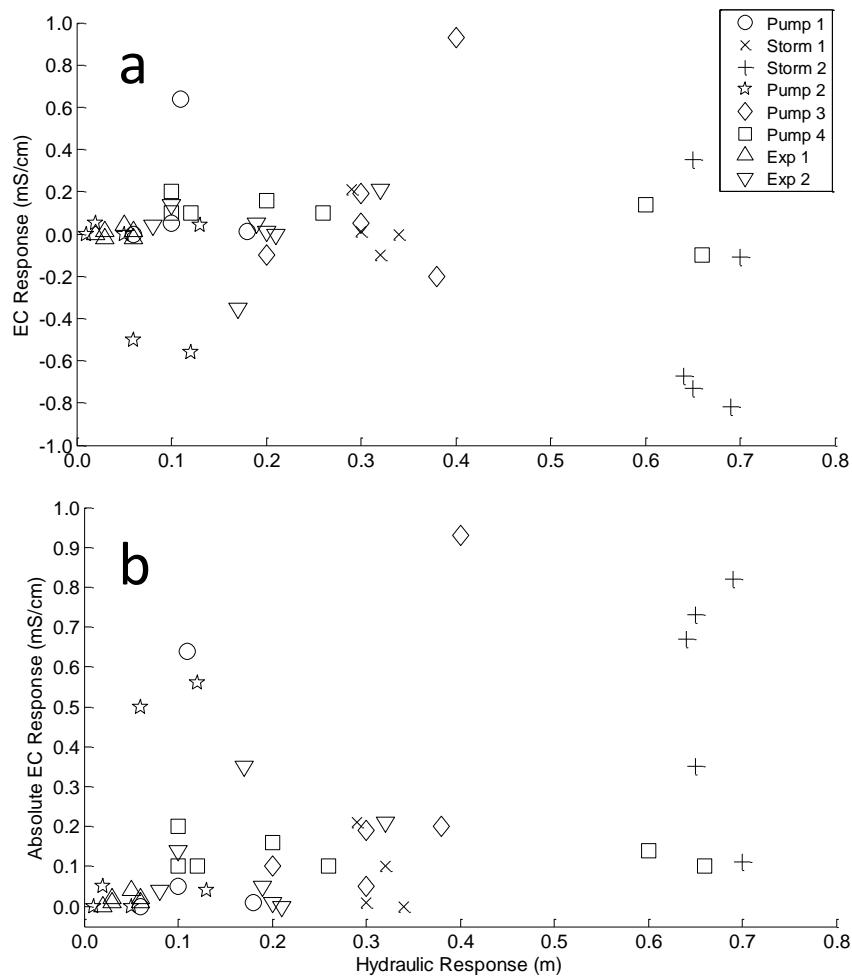 a
Pump 1
Storm 1
Storm 2
Pump 2
Pump 3
Pump 4
Exp 1
Exp 2
EC Response (mS/cm)
1.0
0.8
0.6
0.4
0.2
0.0
-0.2
-0.4
-0.6
-0.8
-1.0
0.0 0.1 0.2 0.3 0.4 0.5 0.6 0.7 0.8
b
Absolute EC Response (mS/cm)
1.0
0.9
0.8
0.7
0.6
0.5
0.4
0.3
0.2
0.1
0.0
0.0 0.1 0.2 0.3 0.4 0.5 0.6 0.7 0.8
Hydraulic Response (m)